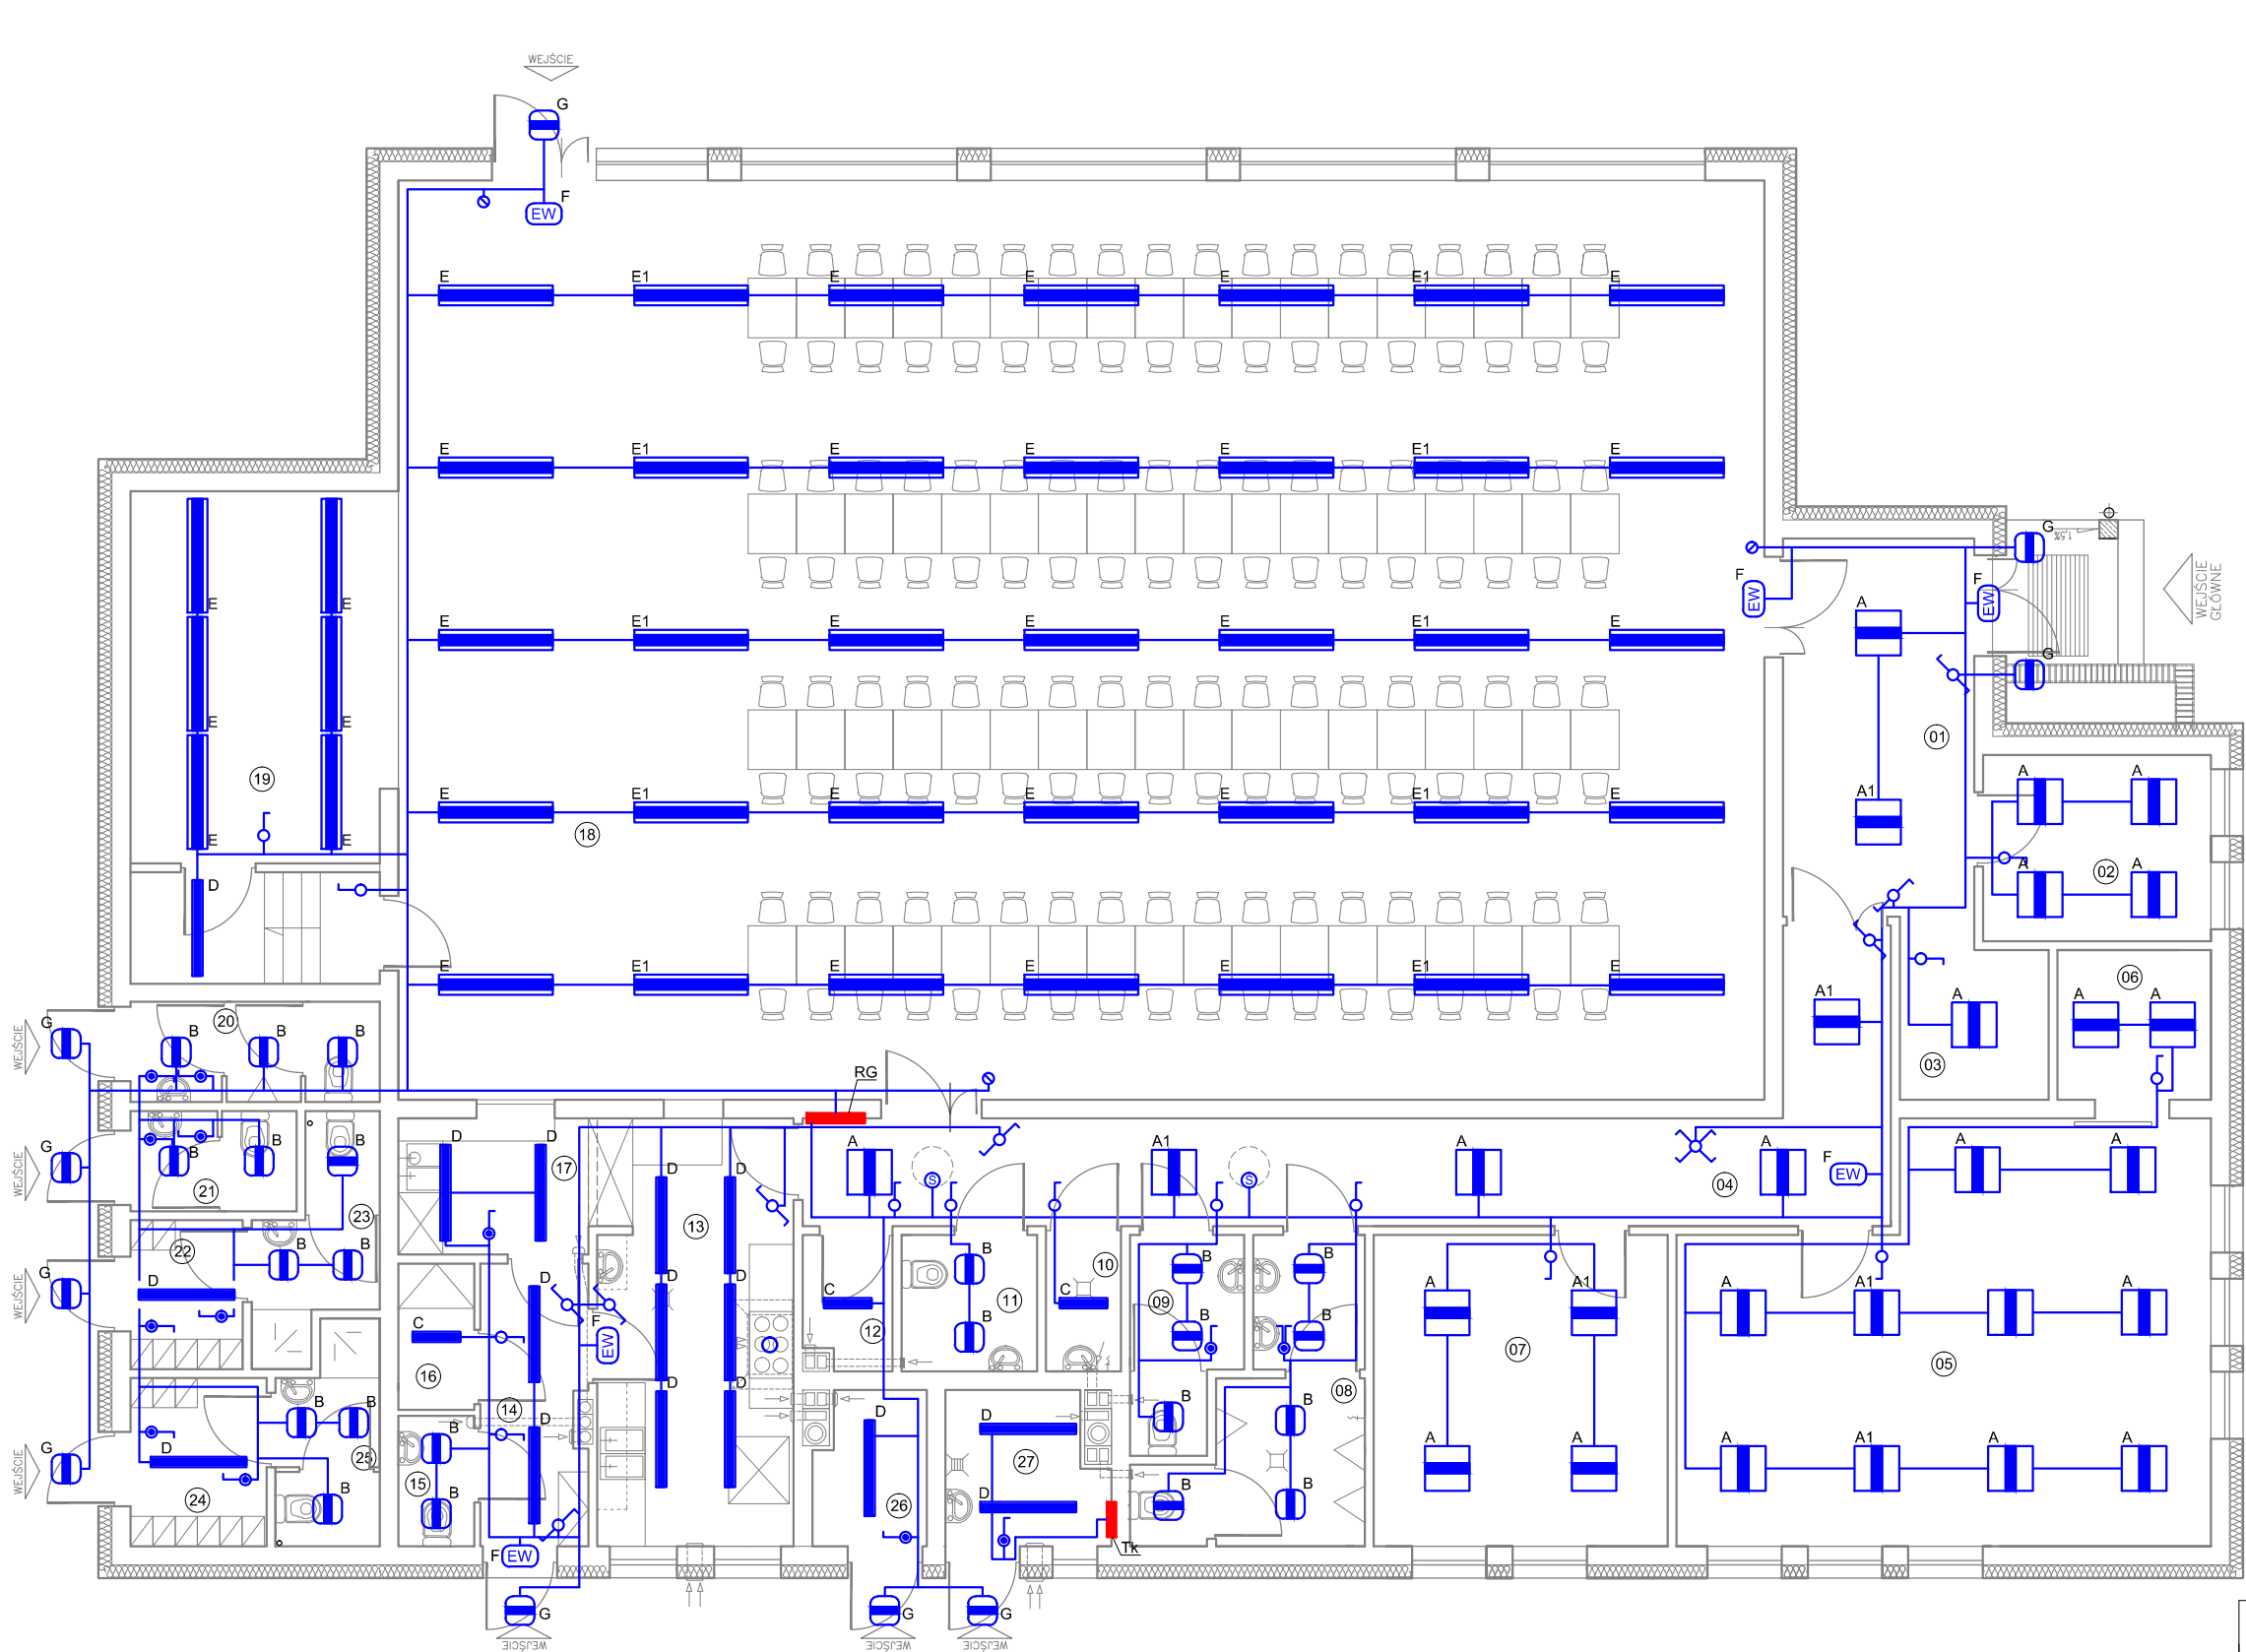 WEJŚCIE
G
F
EW
E E1 E E E E1 E
E E1 E E E E1 E
G
1,5%
F
EW
F
EW
WEJŚCIE
GŁÓWNE
A
E E
E1 E1
E E E E
G
E E
01
19
A A
A1
E E1 E E E E1 E
18
E E
A A
02
D
E E1 E E E E1 E
06
A1 A A A
20
G
B B B
WEJŚCIE
03
RG
D D
A A1 A A
A A
G
B B B
WEJŚCIE
17
D D
F
EW
04
21
23
13
22
B B
B B B
10
G
D
D
D D
C C
11
09
A A1
A A1 A A
WEJŚCIE
F
EW
C
12
B B B
07
05
16
D D
08
14
D
D
B B
G
B B
D
B
25
27
A A
A A1 A A
WEJŚCIE
24
B
15
B
26
D
B B
Tk
F
EW
G G G
WEJŚCIE WEJŚCIE WEJŚCIE